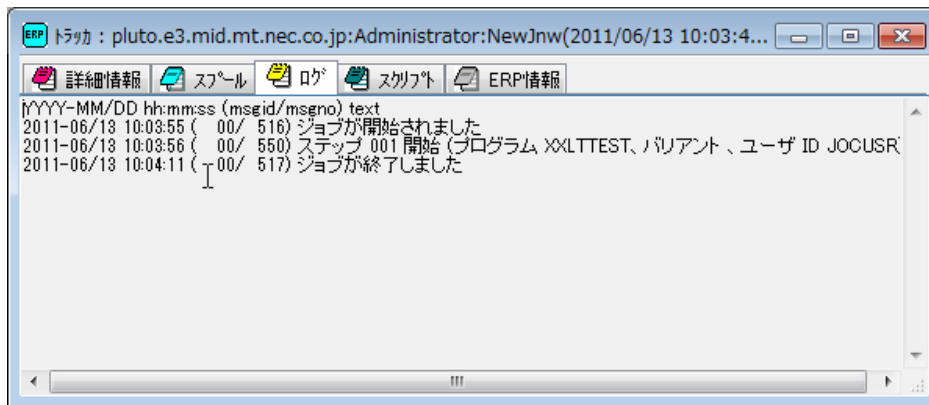 ERP ﾄﾗｯｶ : pluto.e3.mid.mt.nec.co.jp:Administrator:NewJnw(2011/06/13 10:03:4...
詳細情報 ｽﾌﾟｰﾙ ﾛｸﾞ ｽｸﾘﾌﾟﾄ ERP情報
YYYY-MM/DD hh:mm:ss (msgid/msgno) text
2011-06/13 10:03:55 (   00/  516) ジョブが開始されました
2011-06/13 10:03:56 (   00/  550) ステップ 001 開始 (プログラム XXLTTEST、バリアント 、ユーザ ID JOCUSR)
2011-06/13 10:04:11 (   00/  517) ジョブが終了しました